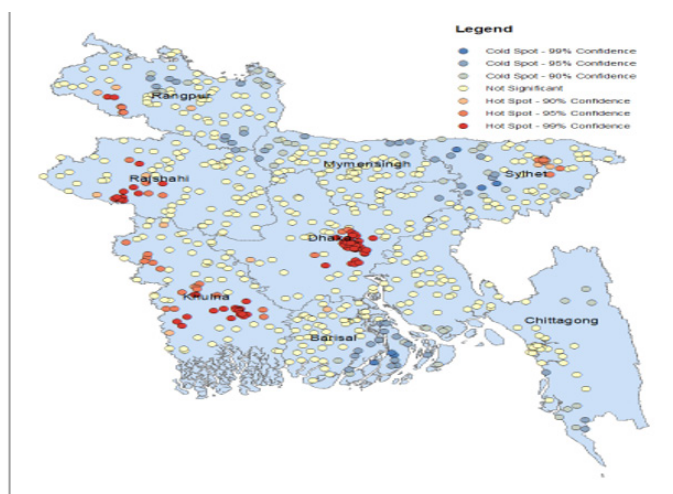 Legend
Cold Spot - 99% Confidence
Cold Spot - 95% Confidence
Cold Spot - 90% Confidence
Not Significant
Hot Spot - 90% Confidence
Hot Spot - 95% Confidence
Hot Spot - 99% Confidence
Rangpur
Mymensingh
Sylhet
Rajshahi
Dhaka
Khulna
Chittagong
Barisal